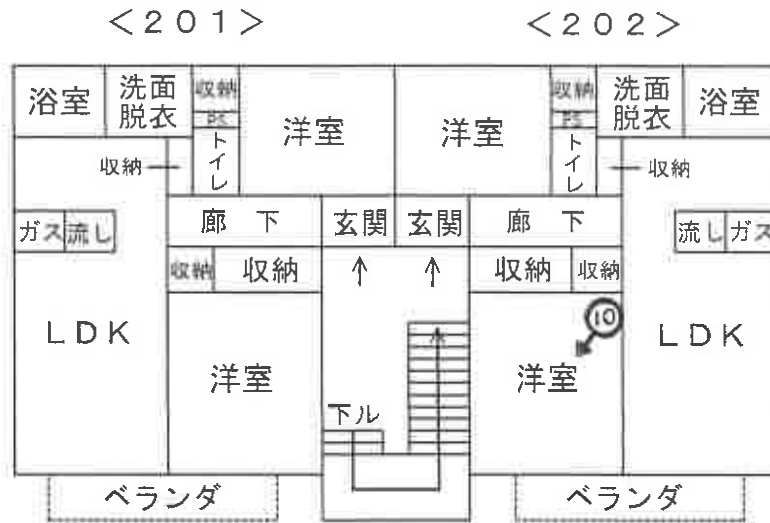 ＜２０１＞ ＜２０２＞
浴室 洗面脱衣 収納 洋室 洋室 収納 洗面脱衣 浴室
PS PS
トイレ トイレ
収納 収納
廊下 玄関 玄関 廊下
ガス 流し 流し ガス
収納 収納 収納 収納
⑩
LDK LDK
洋室 洋室
下ル
ベランダ ベランダ